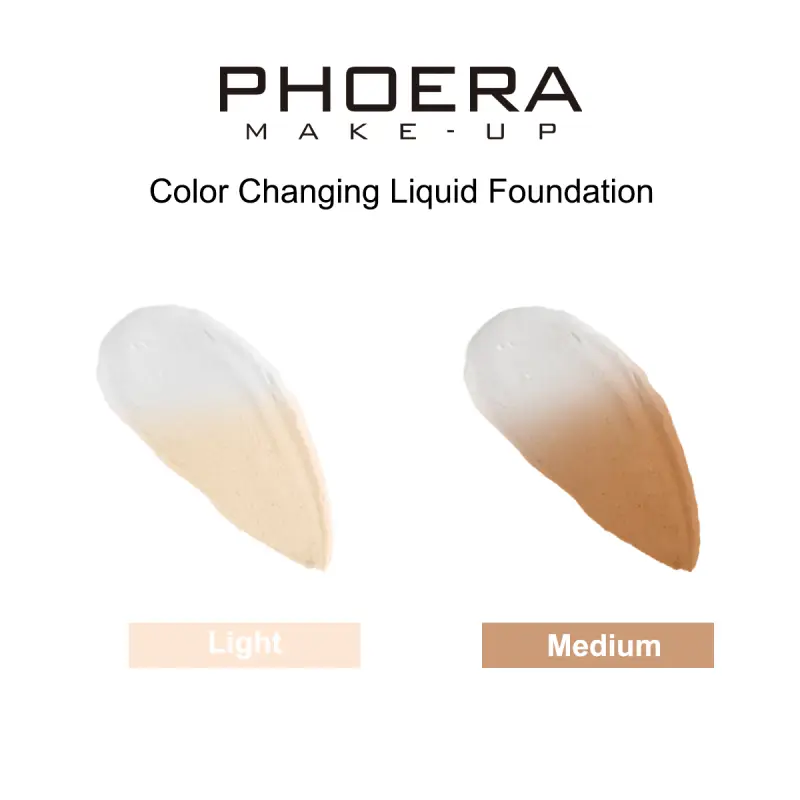 PHOERA
MAKE-UP
Color Changing Liquid Foundation
Light
Medium